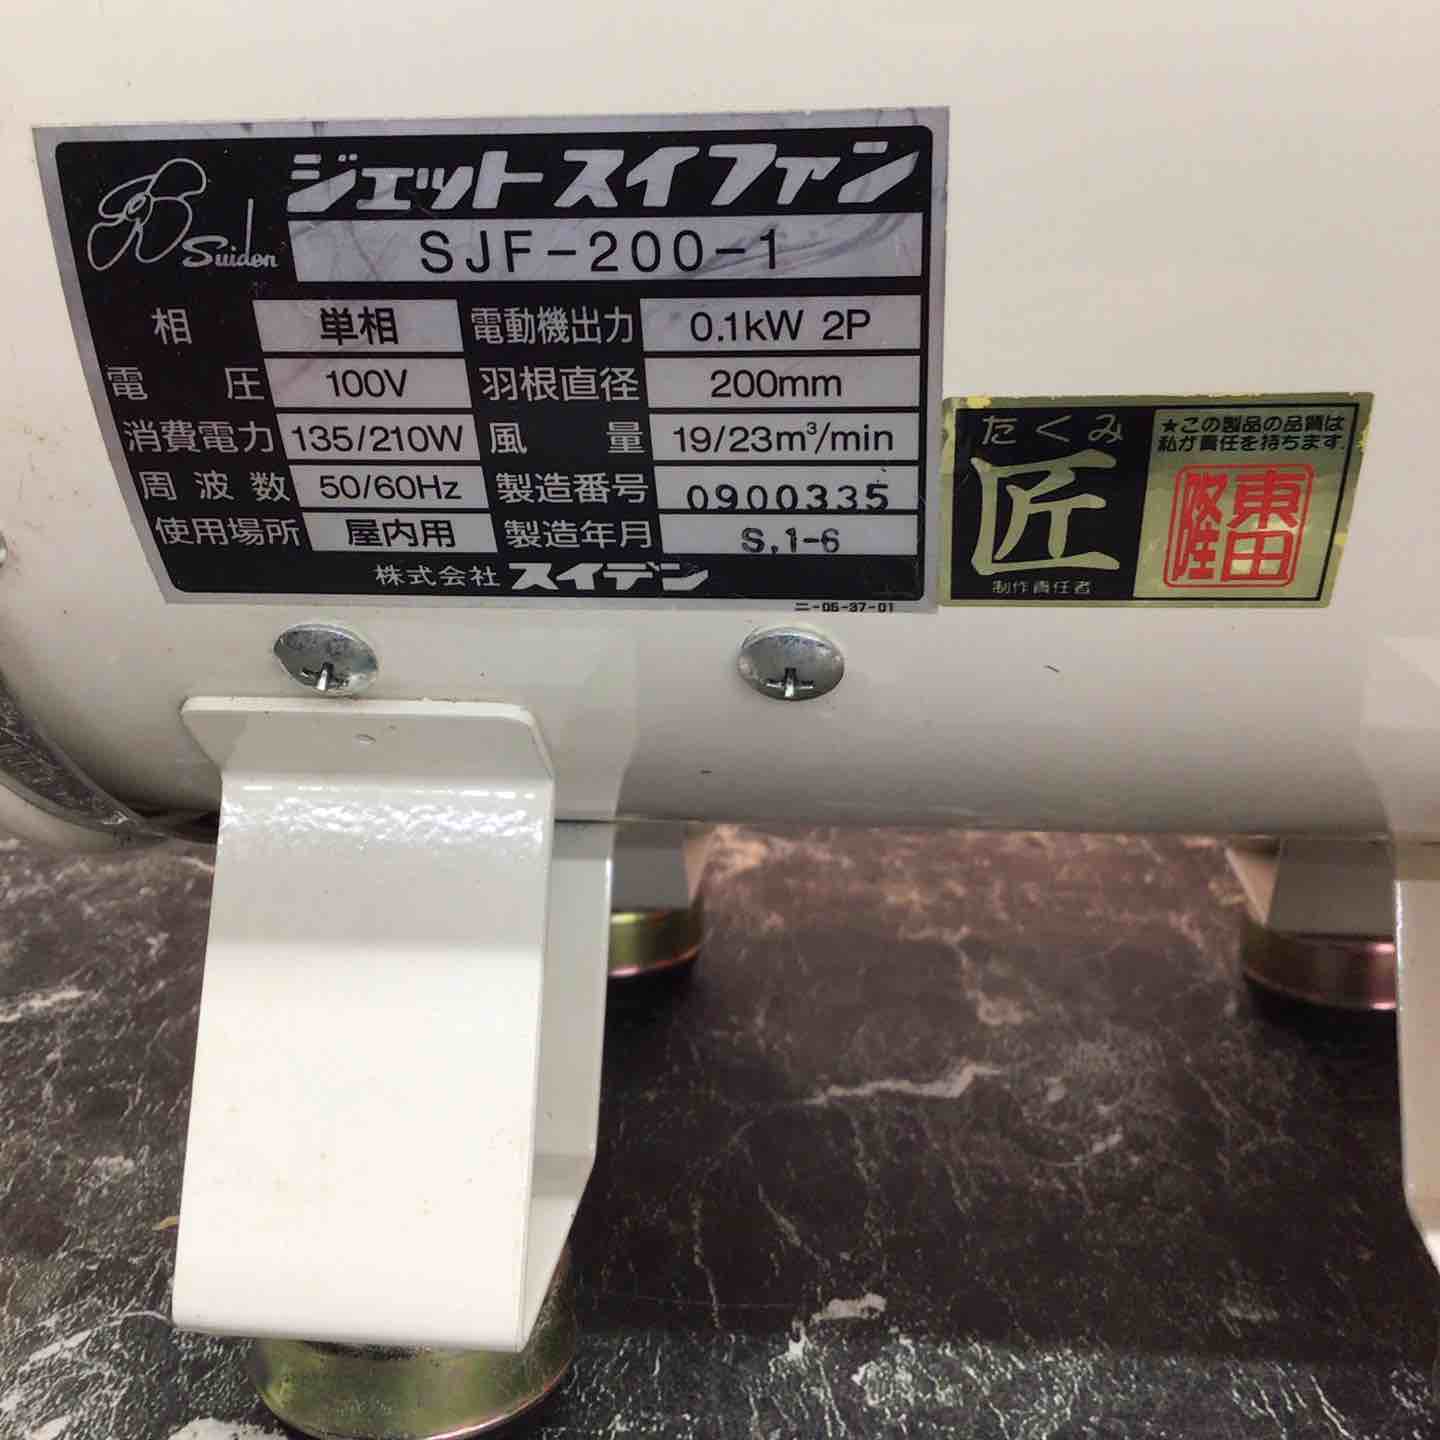 Suiden
ジェットスイファン
SJF-200-1
相 単相 電動機出力 0.1kW 2P
電圧 100V 羽根直径 200mm
消費電力 135/210W 風量 19/23m³/min
周波数 50/60Hz 製造番号 0900335
使用場所 屋内用 製造年月 S.1-6
株式会社スイデン
ニ-06-37-01
たくみ
匠
制作責任者
★この製品の品質は
私が責任を持ちます.
東田
隆